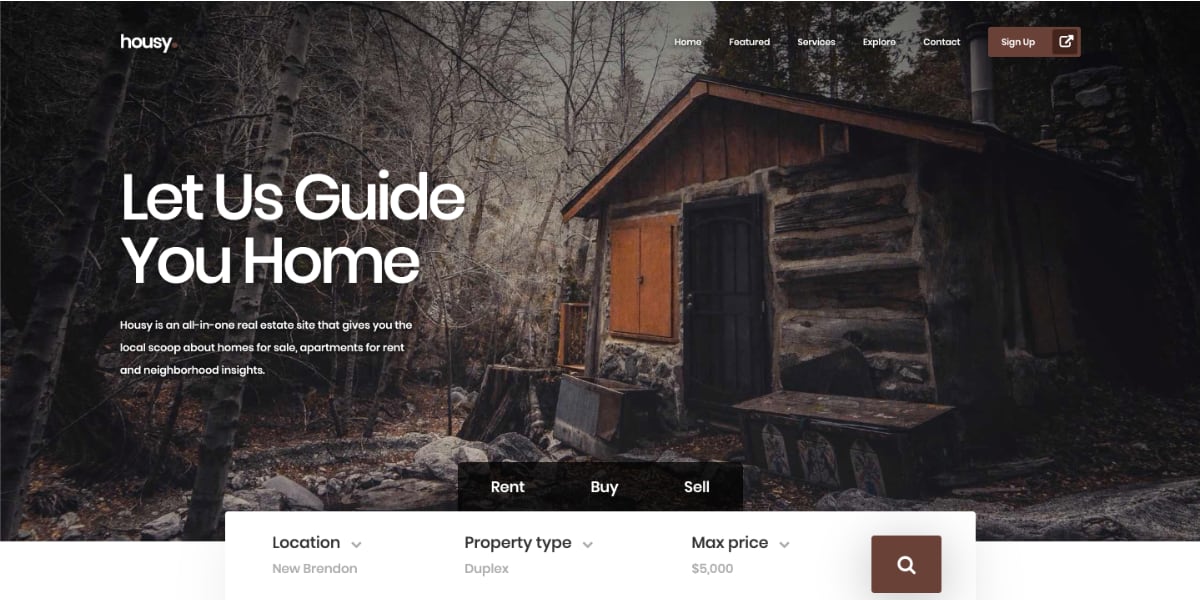 housy.
Home Featured Services Explore Contact Sign Up
Let Us Guide
You Home
Housy is an all-in-one real estate site that gives you the
local scoop about homes for sale, apartments for rent
and neighborhood insights.
Rent Buy Sell
Location Property type Max price
New Brendon Duplex $5,000